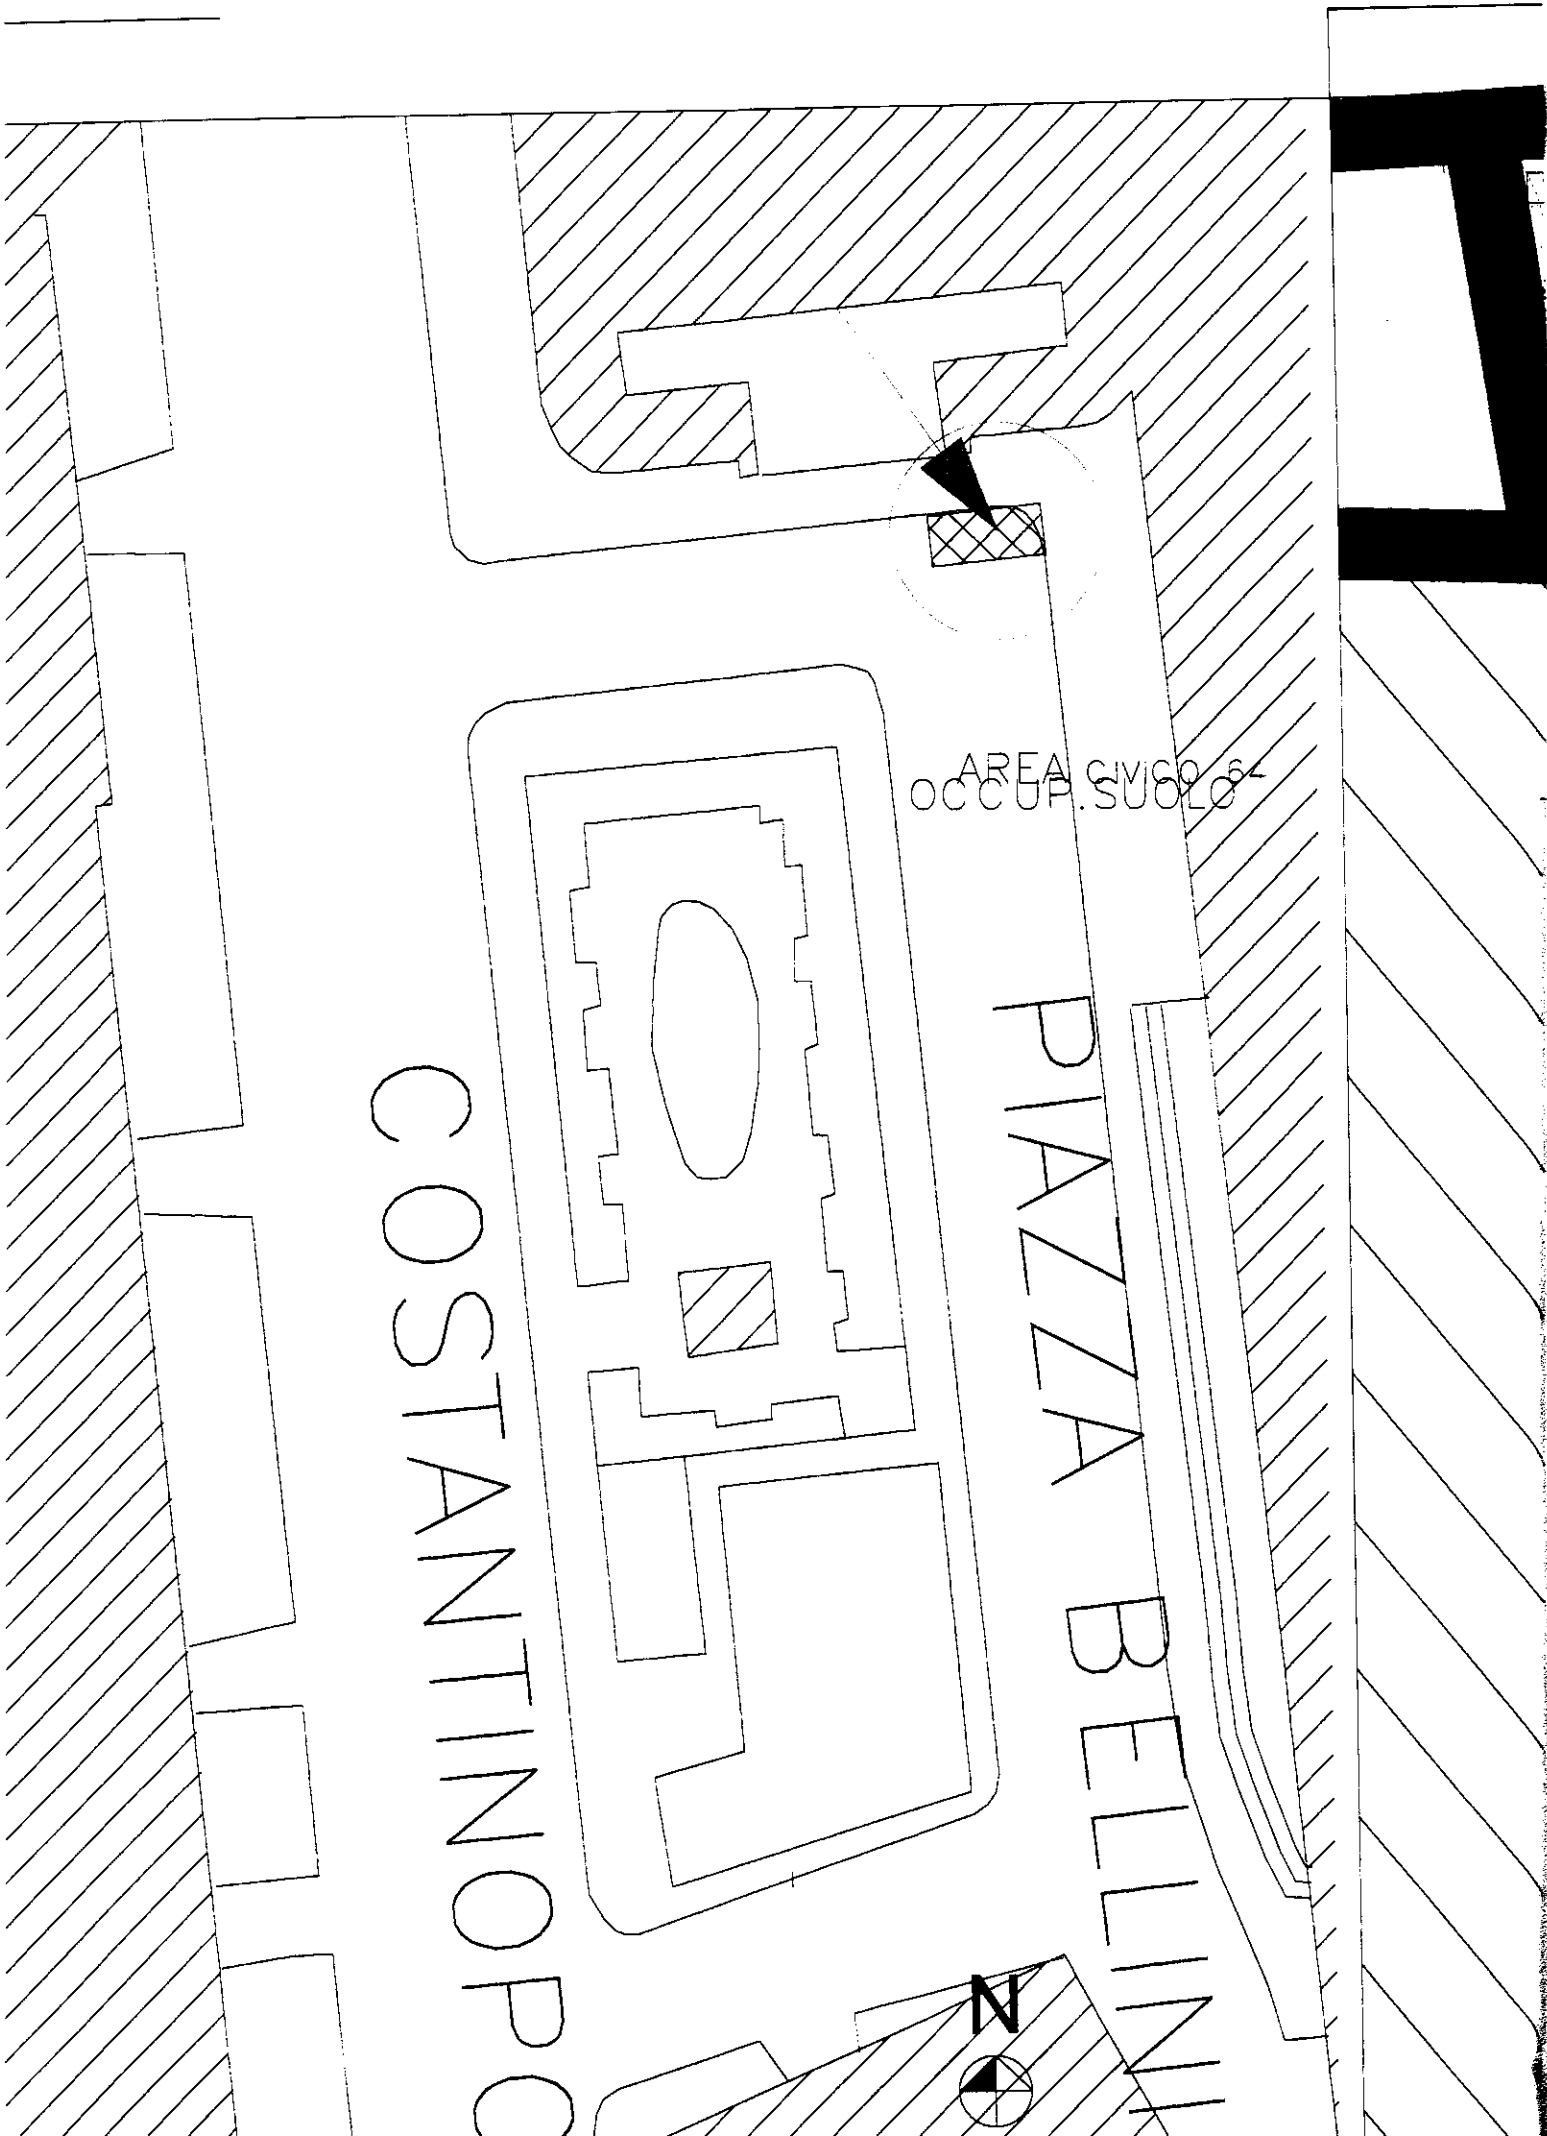 AREA CIVICO 64
OCCUP.SUOLO
PIAZZA BELLINI
COSTANTINOPO
N